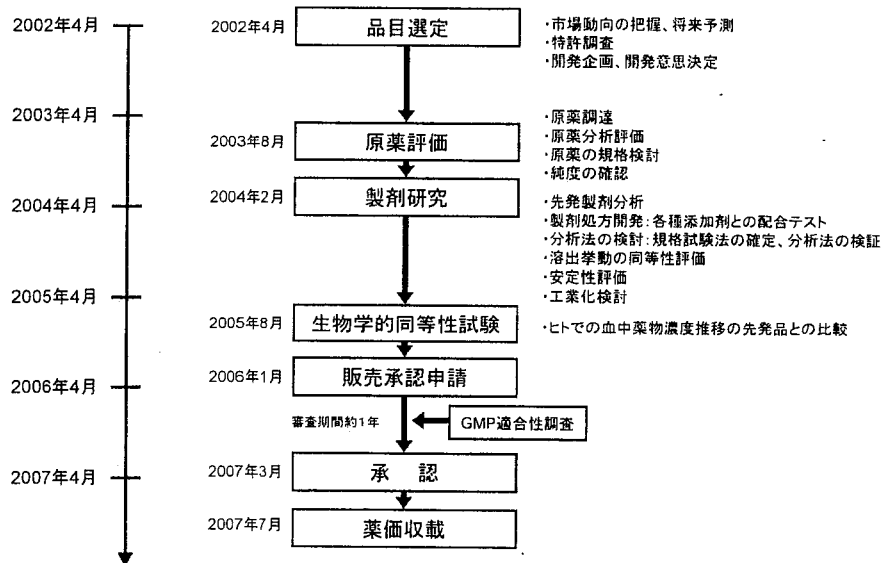 2002年4月
2002年4月
品目選定
・市場動向の把握、将来予測
・特許調査
・開発企画、開発意思決定
2003年4月
2003年8月
原薬評価
・原薬調達
・原薬分析評価
・原薬の規格検討
・純度の確認
2004年4月
2004年2月
製剤研究
・先発製剤分析
・製剤処方開発：各種添加剤との配合テスト
・分析法の検討：規格試験法の確定、分析法の検証
・溶出挙動の同等性評価
・安定性評価
・工業化検討
2005年4月
2005年8月
生物学的同等性試験
・ヒトでの血中薬物濃度推移の先発品との比較
2006年4月
2006年1月
販売承認申請
審査期間約1年
GMP適合性調査
2007年4月
2007年3月
承　認
2007年7月
薬価収載